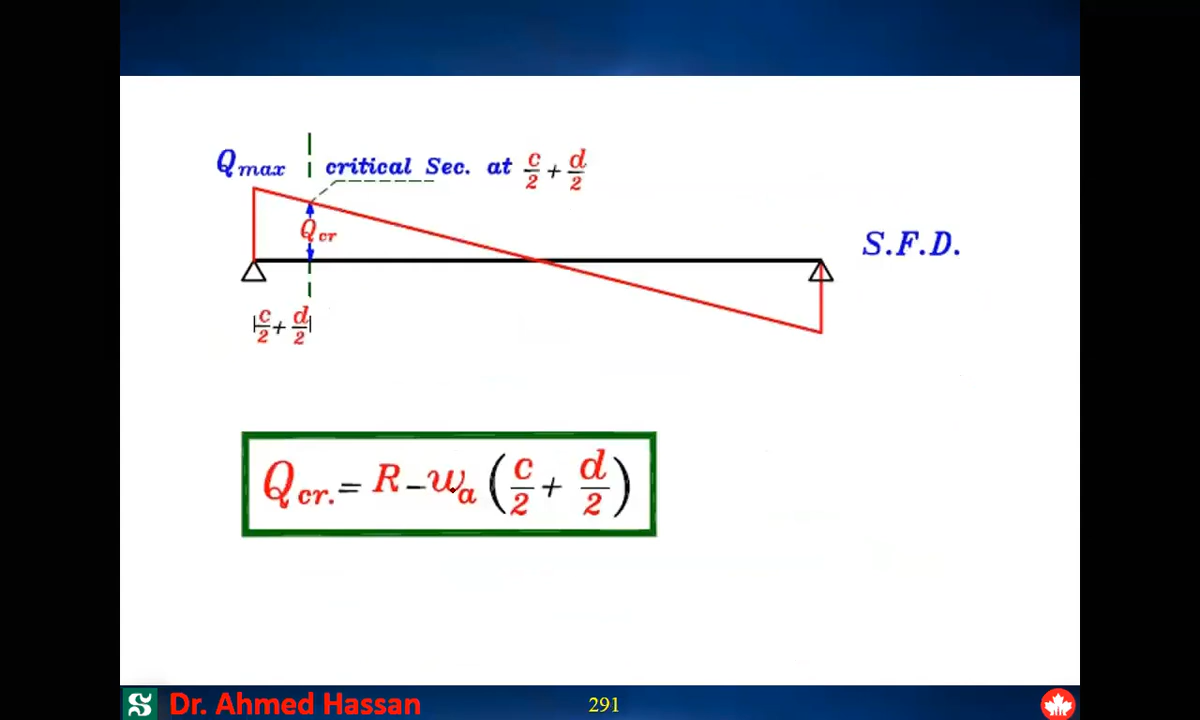 Qmax critical Sec. at c/2 + d/2
Qcr
S.F.D.
c/2 + d/2
Qcr. = R - wa (c/2 + d/2)
Dr. Ahmed Hassan 291